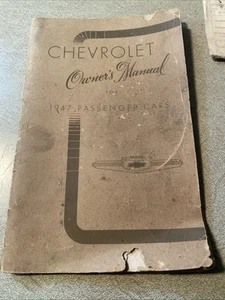 CHEVROLET
Owner's Manual
FOR
1947 PASSENGER CARS